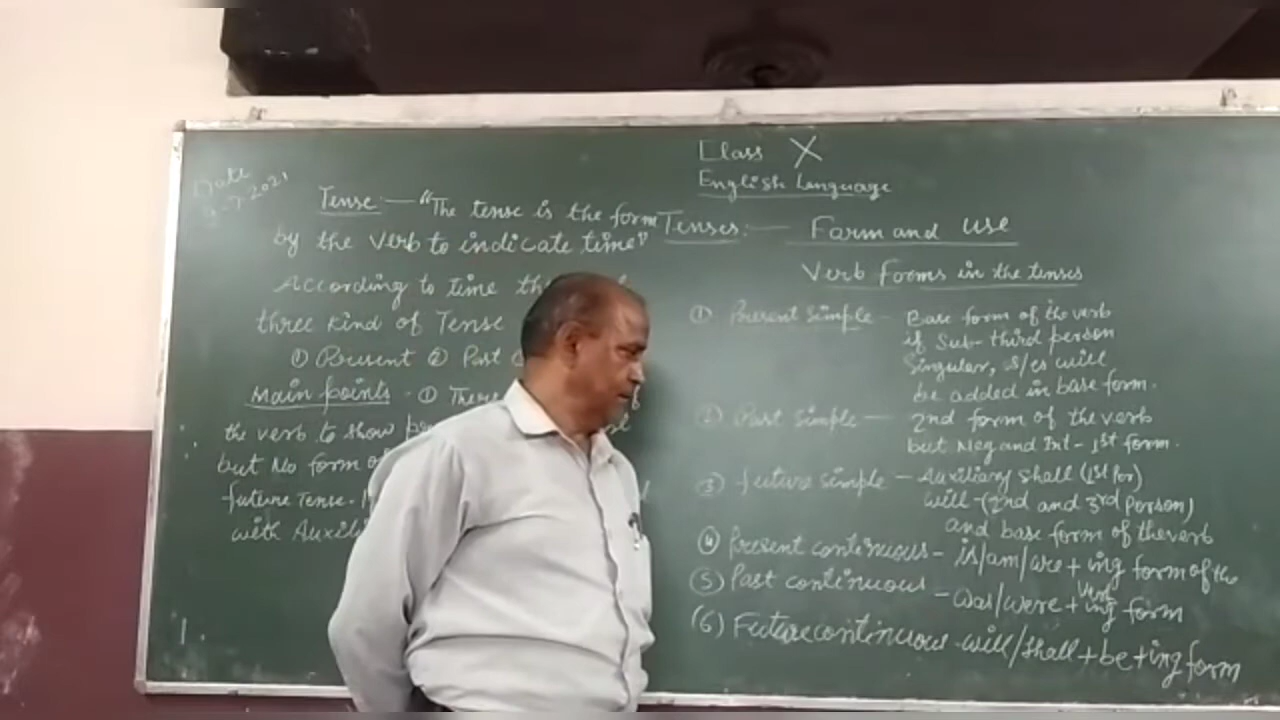 Class X
English Language
Date
-7-2021
Tense:— "The tense is the form
by the verb to indicate time"
According to time
three kind of Tense
① Present ② Past
Main points - ① There
the verb to show
but No form of
future Tense.
with Auxili
Tenses:— Farm and use
Verb forms in the tenses
① Present simple - Base form of the verb
if Sub- third person
Singular, s/es will
be added in base form.
② Past simple — 2nd form of the verb
but Neg and Int - 1st form.
③ future simple — Auxiliary shall (1st Per)
will - (2nd and 3rd Person)
and base form of the verb
④ Present continuous - is/am/are + ing form of the
verb
(5) Past continuous - was/were + ing form
(6) Future continuous will/shall + be + ing form